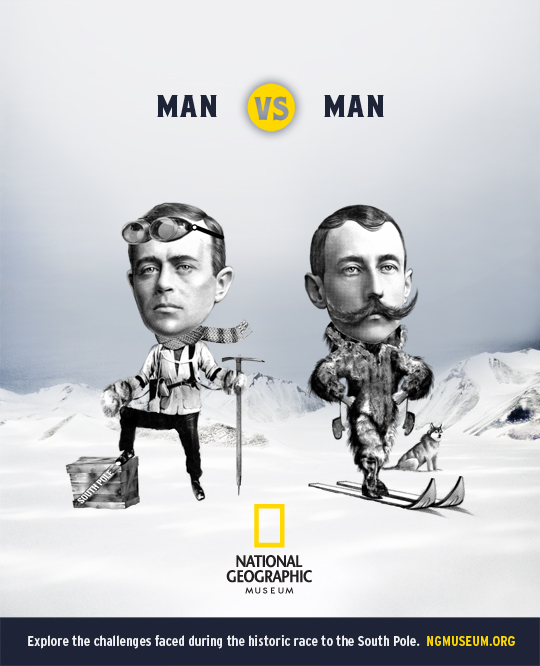 MAN VS MAN
SOUTH POLE
NATIONAL
GEOGRAPHIC
MUSEUM
Explore the challenges faced during the historic race to the South Pole. NGMUSEUM.ORG